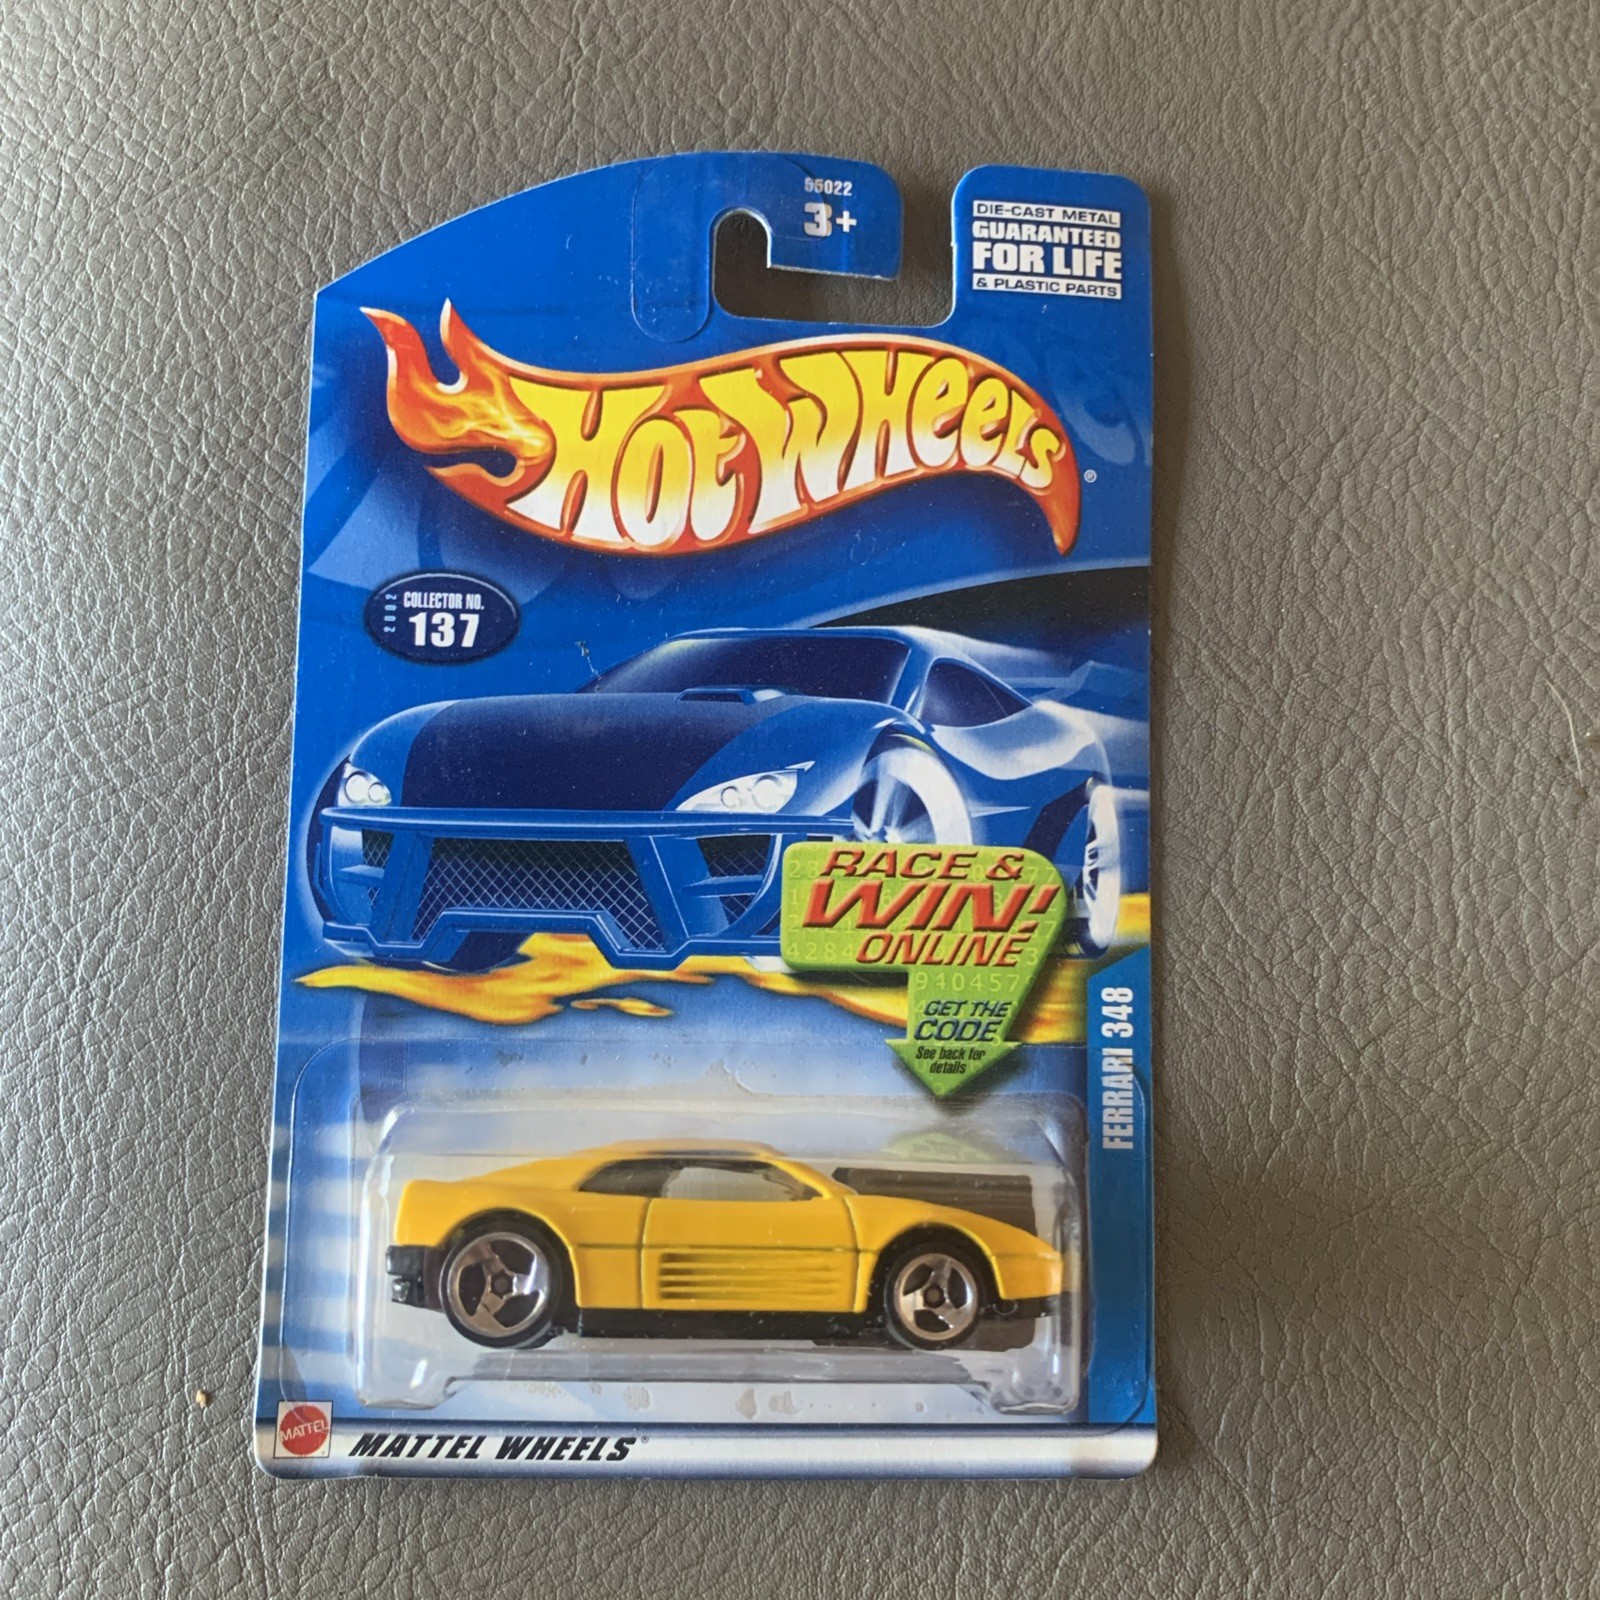 55022
3+
DIE-CAST METAL
GUARANTEED
FOR LIFE
& PLASTIC PARTS
HOT WHEELS
®
2002
COLLECTOR NO.
137
RACE &
WIN!
ONLINE
940457
GET THE
CODE
See back for
details
FERRARI 348
MATTEL
MATTEL WHEELS